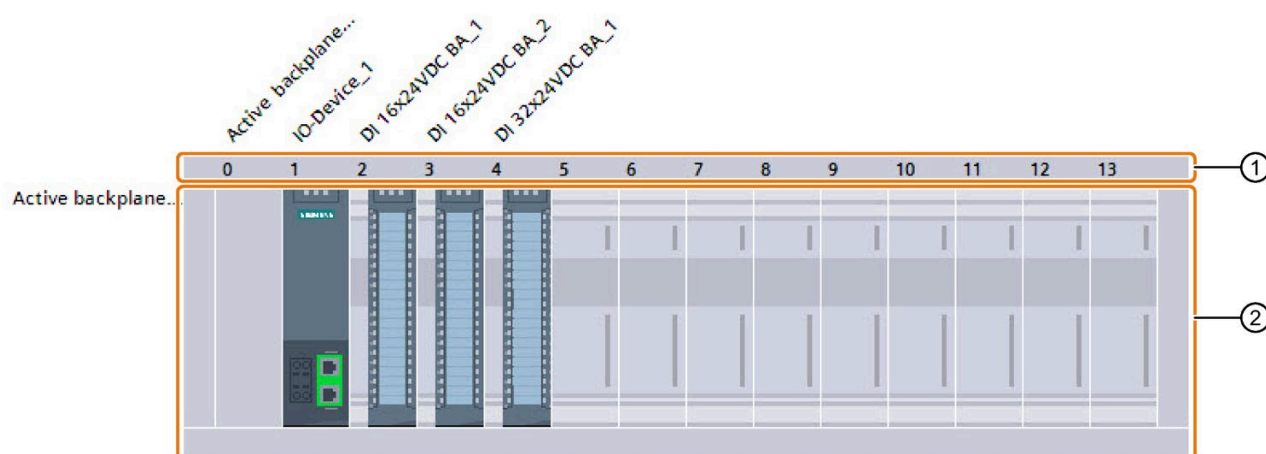 Active backplane...
IO-Device_1
DI 16x24VDC BA_1
DI 16x24VDC BA_2
DI 32x24VDC BA_1
0 1 2 3 4 5 6 7 8 9 10 11 12 13
1
Active backplane...
SIEMENS
2